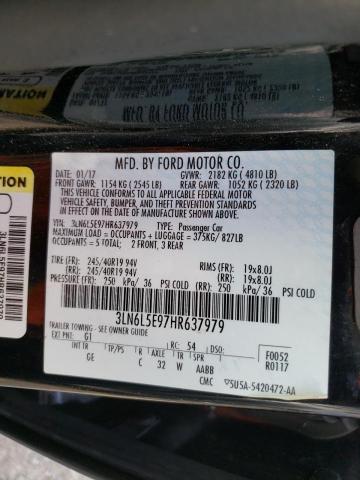 MFD. BY FORD MOTOR CO.
DATE: 01/17 GVWR: 2182 KG ( 4810 LB)
FRONT GAWR: 1154 KG ( 2545 LB) REAR GAWR: 1052 KG ( 2320 LB)
THIS VEHICLE CONFORMS TO ALL APPLICABLE FEDERAL MOTOR
VEHICLE SAFETY, BUMPER, AND THEFT PREVENTION STANDARDS IN
EFFECT ON THE DATE OF MANUFACTURE SHOWN ABOVE.
VIN: 3LN6L5E97HR637979 TYPE: Passenger Car
MAXIMUM LOAD = OCCUPANTS + LUGGAGE = 375KG/ 827LB
OCCUPANTS = 5 TOTAL: 2 FRONT, 3 REAR
TIRE (FR): 245/40R19 94V RIMS (FR): 19x8.0J
(RR): 245/40R19 94V (RR): 19x8.0J
PRESSURE (FR) 250 kPa / 36 PSI COLD (RR) 250 kPa / 36 PSI COLD
3LN6L5E97HR637979
TRAILER TOWING - SEE OWNER GUIDE
EXT PNT: G1 RC: 54 F0052
INT TR TR AXLE TR SPR R0117
GE C 32 W AABB
CMC 5U5A-5420472-AA